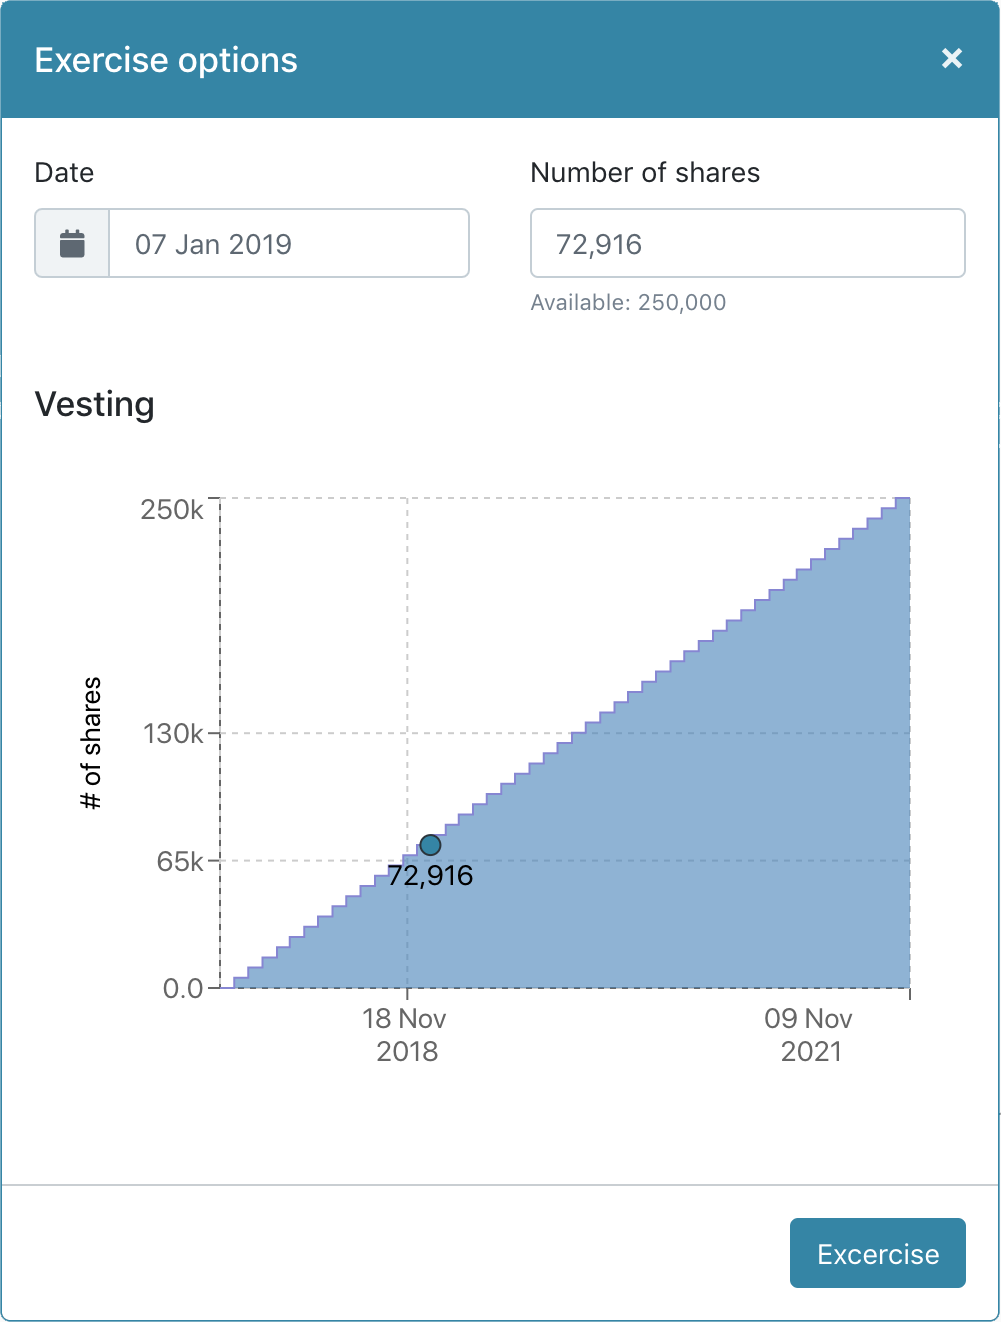 Exercise options
Date
Number of shares
07 Jan 2019
72,916
Available: 250,000
Vesting
250k
130k
65k
0.0
# of shares
72,916
18 Nov
2018
09 Nov
2021
Excercise